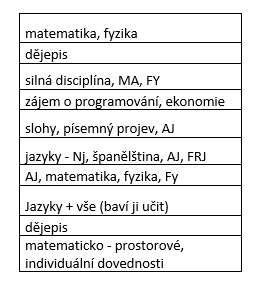 matematika, fyzika
dějepis
silná disciplína, MA, FY
zájem o programování, ekonomie
slohy, písemný projev, AJ
jazyky - Nj, španělština, AJ, FRJ
AJ, matematika, fyzika, Fy
Jazyky + vše (baví ji učit)
dějepis
matematicko - prostorové,
individuální dovednosti